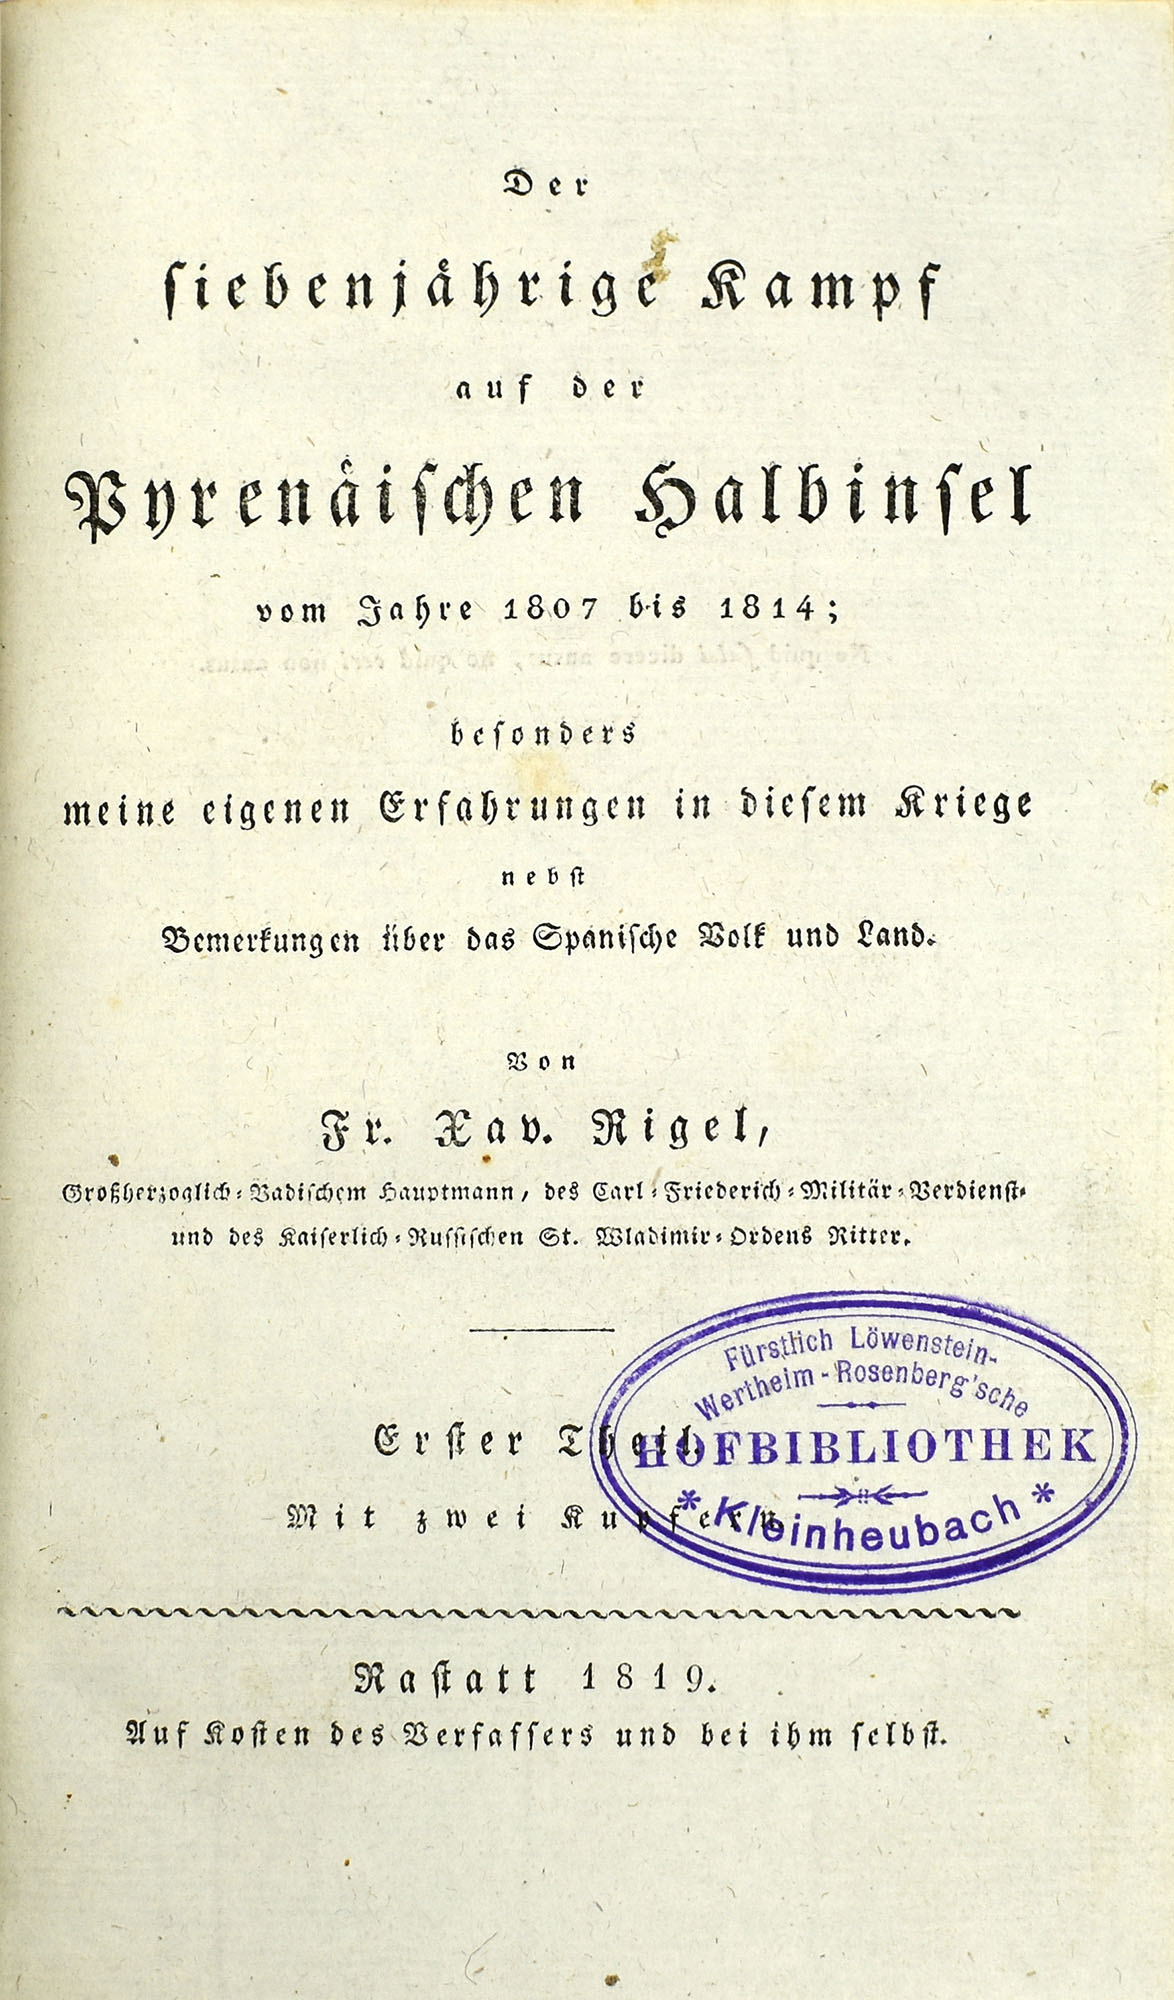 Der
siebenjährige Kampf
auf der
Pyrenäischen Halbinsel
vom Jahre 1807 bis 1814;
besonders
meine eigenen Erfahrungen in diesem Kriege
nebst
Bemerkungen über das Spanische Volk und Land.
Von
Fr. Xav. Rigel,
Großherzoglich-Badischem Hauptmann, des Carl-Friederich-Militär-Verdienst-
und des Kaiserlich-Russischen St. Wladimir-Ordens Ritter.
Erster Theil.
Mit zwei Kupfern.
Fürstlich Löwenstein-
Wertheim-Rosenberg'sche
HOFBIBLIOTHEK
* Kleinheubach *
Rastatt 1819.
Auf Kosten des Verfassers und bei ihm selbst.